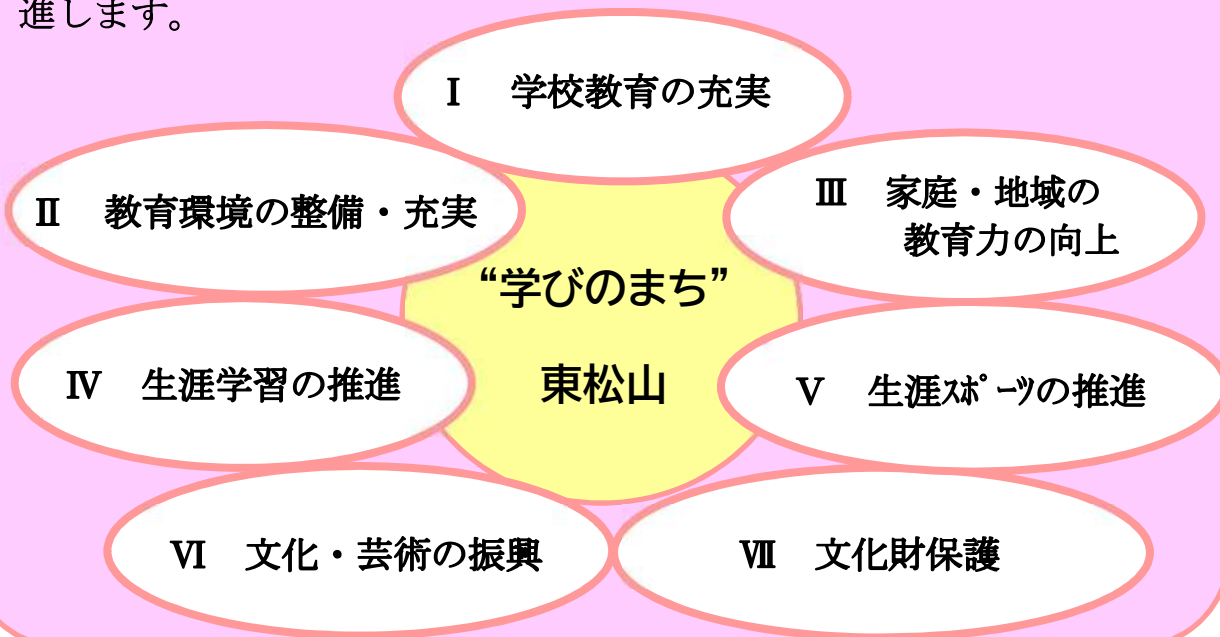 進します。
Ⅰ 学校教育の充実
Ⅱ 教育環境の整備・充実
Ⅲ 家庭・地域の
教育力の向上
“学びのまち”
東松山
Ⅳ 生涯学習の推進
Ⅴ 生涯ｽﾎﾟｰﾂの推進
Ⅵ 文化・芸術の振興
Ⅶ 文化財保護